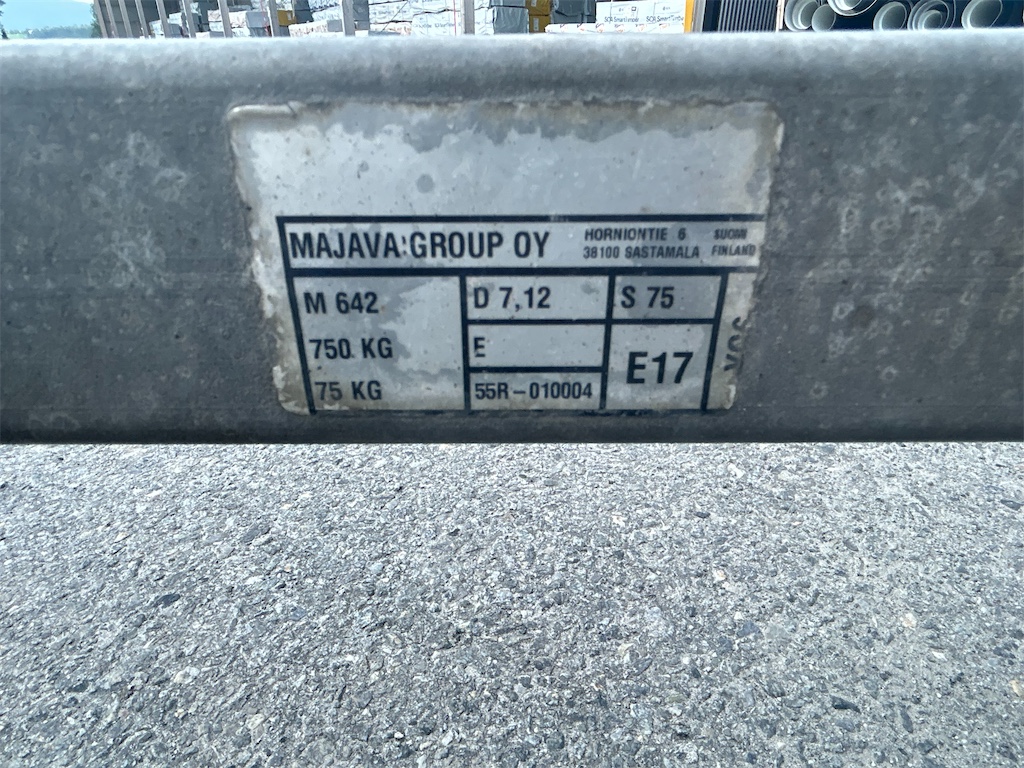 MAJAVA GROUP OY
HORNIONTIE 6 SUOMI
38100 SASTAMALA FINLAND
M 642
D 7,12
S 75
750 KG
E
E17
75 KG
55R-010004